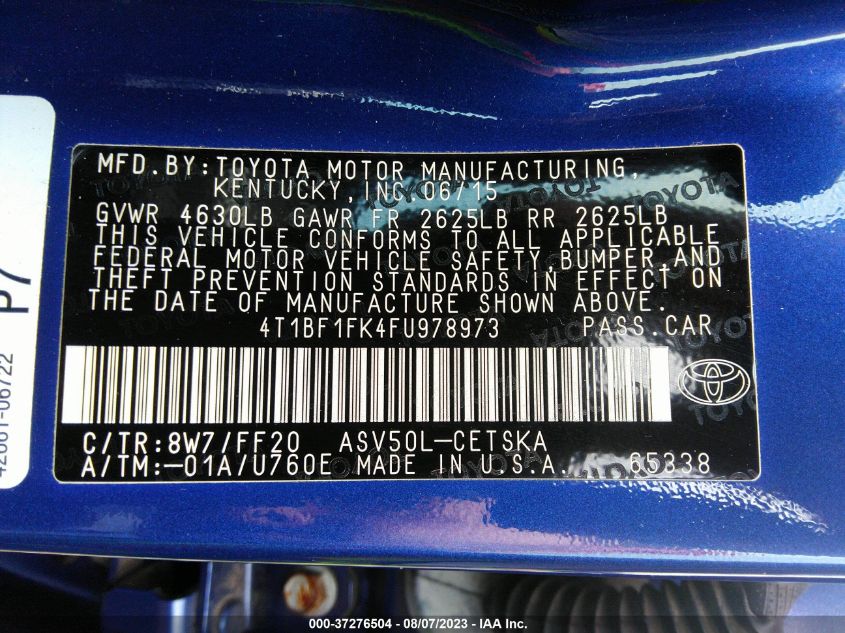 MFD.BY:TOYOTA MOTOR MANUFACTURING,
KENTUCKY,INC 06/15
GVWR 4630LB GAWR FR 2625LB RR 2625LB
THIS VEHICLE CONFORMS TO ALL APPLICABLE
FEDERAL MOTOR VEHICLE SAFETY,BUMPER,AND
THEFT PREVENTION STANDARDS IN EFFECT ON
THE DATE OF MANUFACTURE SHOWN ABOVE.
4T1BF1FK4FU978973 PASS.CAR
C/TR:8W7/FF20 ASV50L-CETSKA
A/TM:-01A/U760E MADE IN U.S.A. 65338
P7
42661-06722
000-37276504 — 08/07/2023 — IAA Inc.